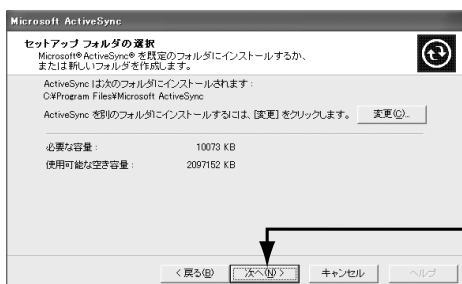 Microsoft ActiveSync
セットアップ フォルダの選択
Microsoft® ActiveSync® を既定のフォルダにインストールするか、
または新しいフォルダを作成します。
ActiveSync は次のフォルダにインストールされます：
C:¥Program Files¥Microsoft ActiveSync
ActiveSync を別のフォルダにインストールするには、[変更] をクリックします。 変更(C)...
必要な容量： 10073 KB
使用可能な空き容量： 2097152 KB
< 戻る(B) 次へ(N) > キャンセル ヘルプ